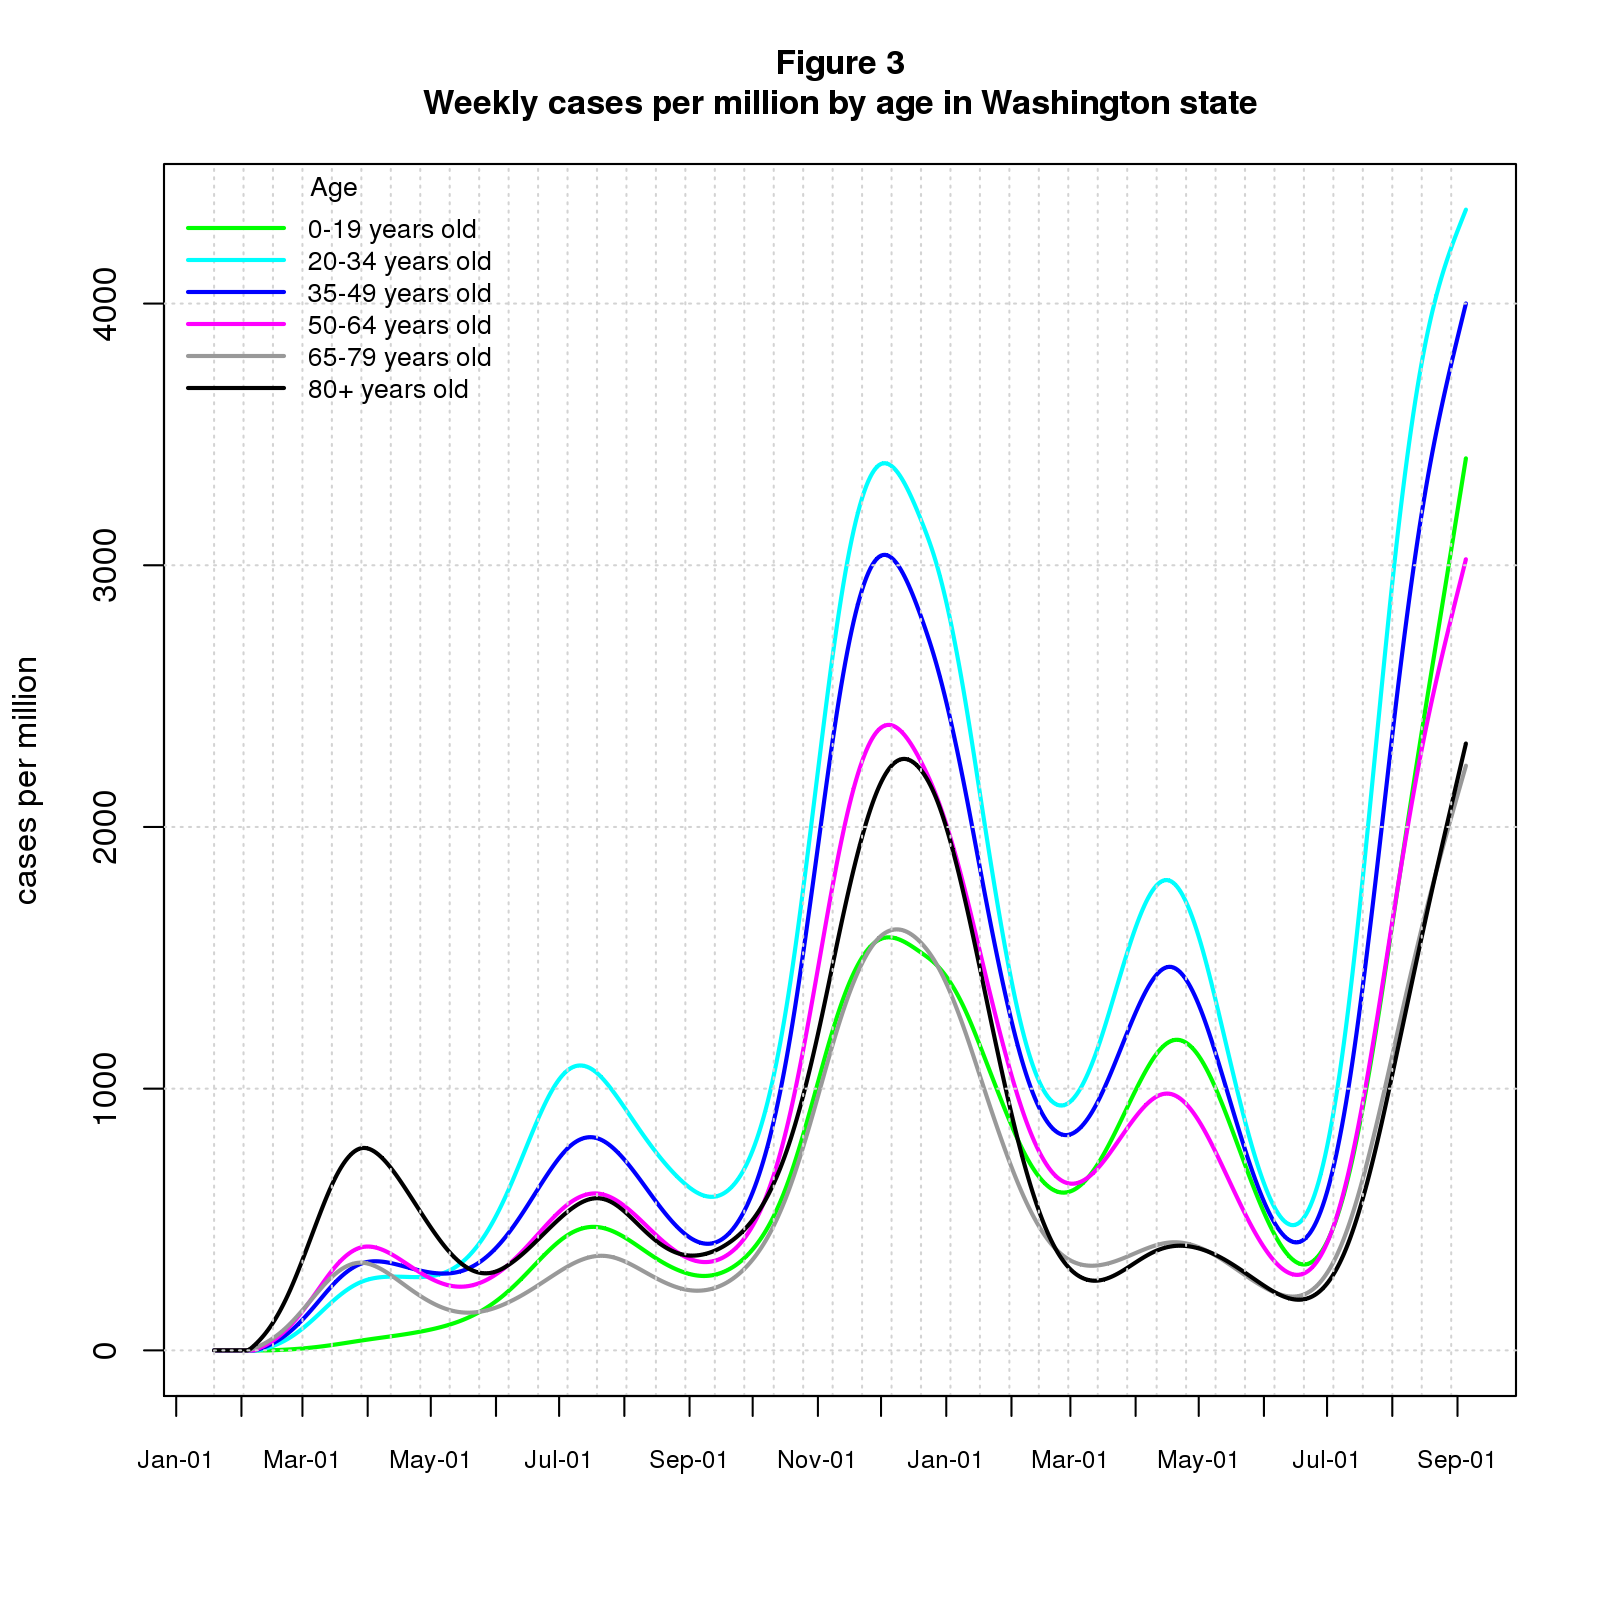 Figure 3
Weekly cases per million by age in Washington state
Age
0-19 years old
20-34 years old
35-49 years old
50-64 years old
65-79 years old
80+ years old
cases per million
4000
3000
2000
1000
0
Jan-01 Mar-01 May-01 Jul-01 Sep-01 Nov-01 Jan-01 Mar-01 May-01 Jul-01 Sep-01